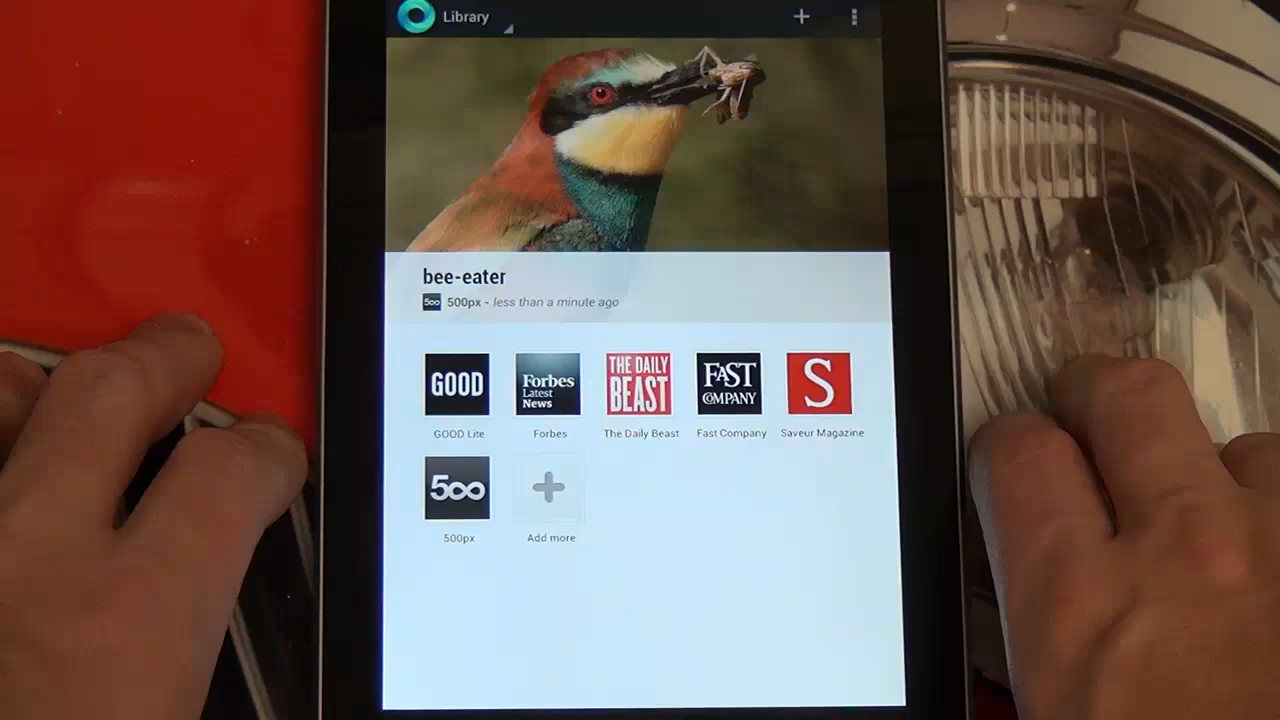 Library
bee-eater
500 500px - less than a minute ago
GOOD
Forbes
Latest
News
THE DAILY
BEAST
FAST
COMPANY
S
GOOD Lite
Forbes
The Daily Beast
Fast Company
Saveur Magazine
500
500px
Add more